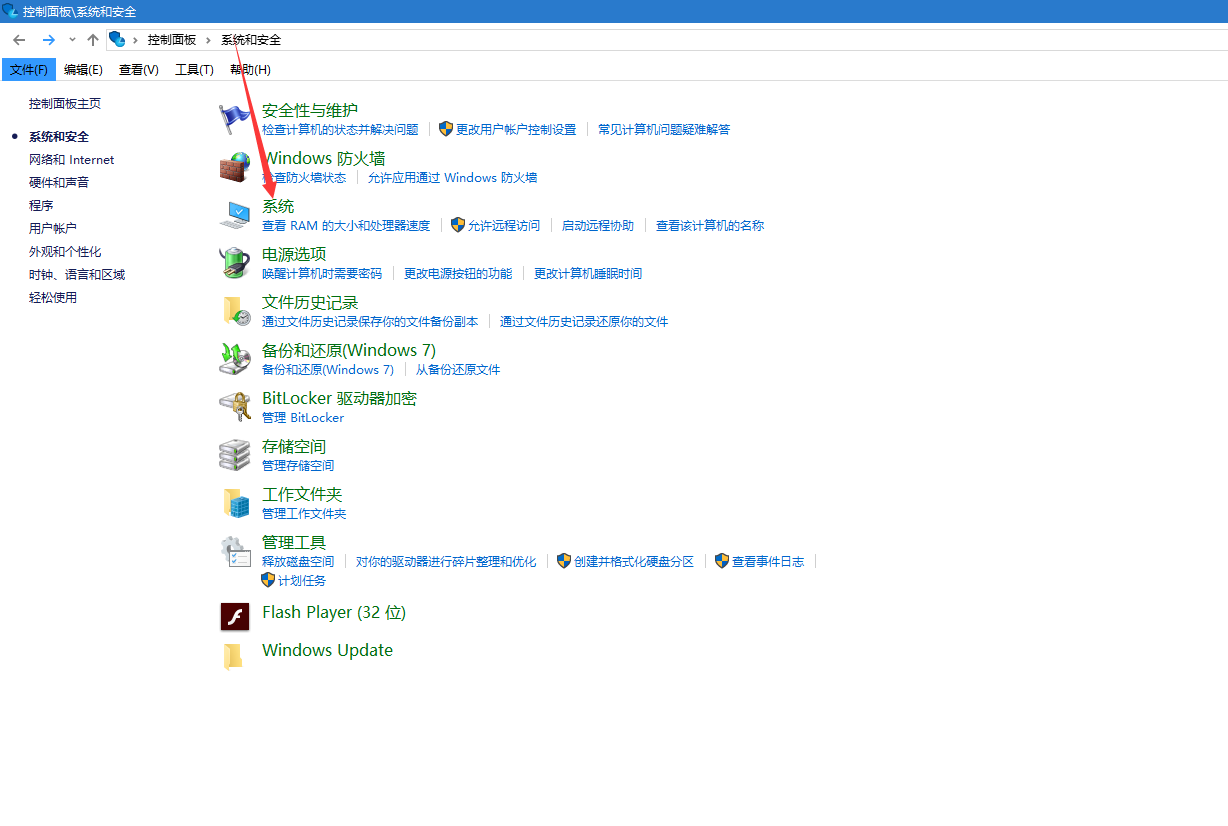 控制面板\系统和安全
控制面板 系统和安全
文件(F) 编辑(E) 查看(V) 工具(T) 帮助(H)
控制面板主页
系统和安全
网络和 Internet
硬件和声音
程序
用户帐户
外观和个性化
时钟、语言和区域
轻松使用
安全性与维护
检查计算机的状态并解决问题 更改用户帐户控制设置 常见计算机问题疑难解答
Windows 防火墙
检查防火墙状态 允许应用通过 Windows 防火墙
系统
查看 RAM 的大小和处理器速度 允许远程访问 启动远程协助 查看该计算机的名称
电源选项
唤醒计算机时需要密码 更改电源按钮的功能 更改计算机睡眠时间
文件历史记录
通过文件历史记录保存你的文件备份副本 通过文件历史记录还原你的文件
备份和还原(Windows 7)
备份和还原(Windows 7) 从备份还原文件
BitLocker 驱动器加密
管理 BitLocker
存储空间
管理存储空间
工作文件夹
管理工作文件夹
管理工具
释放磁盘空间 对你的驱动器进行碎片整理和优化 创建并格式化硬盘分区 查看事件日志
计划任务
Flash Player (32 位)
Windows Update